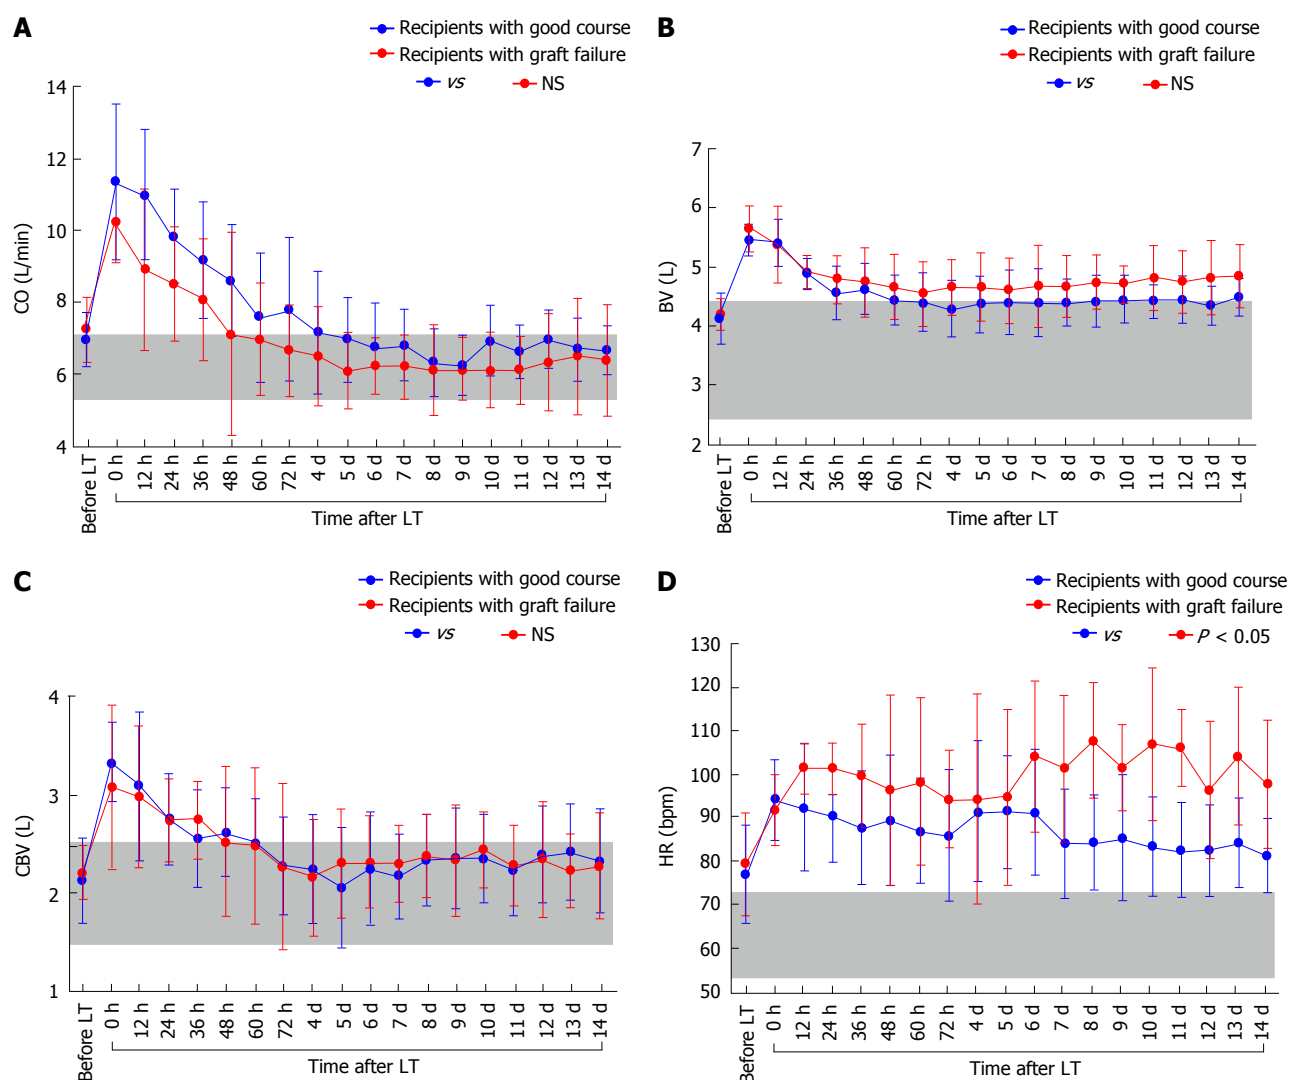 A
Recipients with good course
Recipients with graft failure
vs NS
CO (L/min)
14
12
10
8
6
4
Before LT 0 h 12 h 24 h 36 h 48 h 60 h 72 h 4 d 5 d 6 d 7 d 8 d 9 d 10 d 11 d 12 d 13 d 14 d
Time after LT
B
Recipients with good course
Recipients with graft failure
vs NS
BV (L)
7
6
5
4
3
2
Before LT 0 h 12 h 24 h 36 h 48 h 60 h 72 h 4 d 5 d 6 d 7 d 8 d 9 d 10 d 11 d 12 d 13 d 14 d
Time after LT
C
Recipients with good course
Recipients with graft failure
vs NS
CBV (L)
4
3
2
1
Before LT 0 h 12 h 24 h 36 h 48 h 60 h 72 h 4 d 5 d 6 d 7 d 8 d 9 d 10 d 11 d 12 d 13 d 14 d
Time after LT
D
Recipients with good course
Recipients with graft failure
vs P < 0.05
HR (bpm)
130
120
110
100
90
80
70
60
50
Before LT 0 h 12 h 24 h 36 h 48 h 60 h 72 h 4 d 5 d 6 d 7 d 8 d 9 d 10 d 11 d 12 d 13 d 14 d
Time after LT